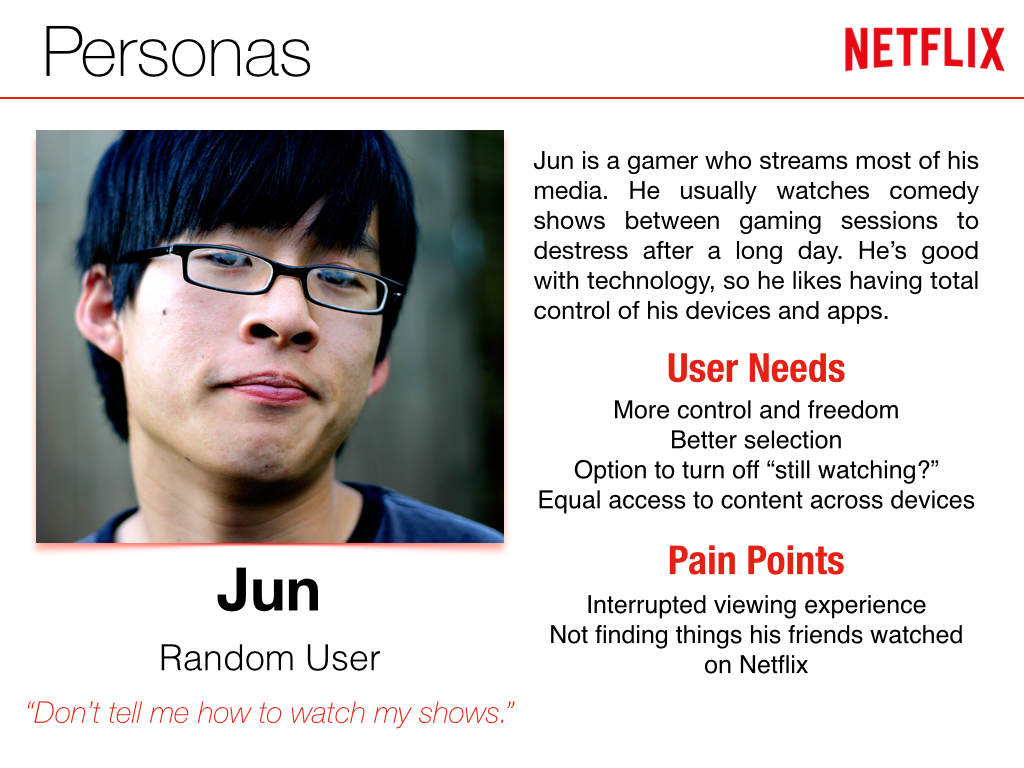 Personas
NETFLIX
Jun is a gamer who streams most of his
media. He usually watches comedy
shows between gaming sessions to
destress after a long day. He’s good
with technology, so he likes having total
control of his devices and apps.
User Needs
More control and freedom
Better selection
Option to turn off “still watching?”
Equal access to content across devices
Pain Points
Interrupted viewing experience
Not finding things his friends watched
on Netflix
Jun
Random User
“Don’t tell me how to watch my shows.”